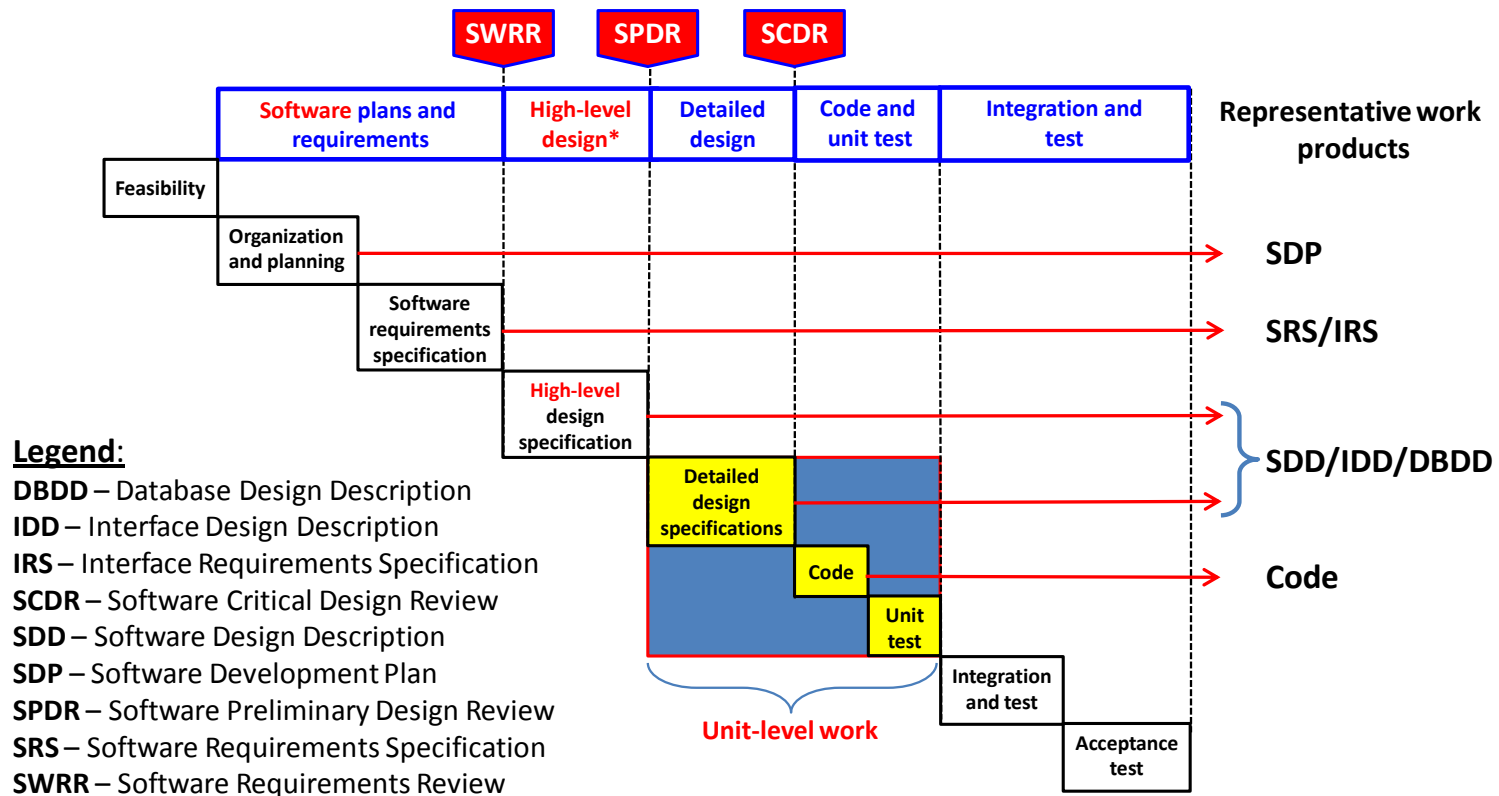 SWRR
SPDR
SCDR
Software plans and
requirements
High-level
design*
Detailed
design
Code and
unit test
Integration and
test
Representative work
products
Feasibility
Organization
and planning
SDP
Software
requirements
specification
SRS/IRS
High-level
design
specification
SDD/IDD/DBDD
Detailed
design
specifications
Code
Code
Unit
test
Integration
and test
Acceptance
test
Unit-level work
Legend:
DBDD – Database Design Description
IDD – Interface Design Description
IRS – Interface Requirements Specification
SCDR – Software Critical Design Review
SDD – Software Design Description
SDP – Software Development Plan
SPDR – Software Preliminary Design Review
SRS – Software Requirements Specification
SWRR – Software Requirements Review